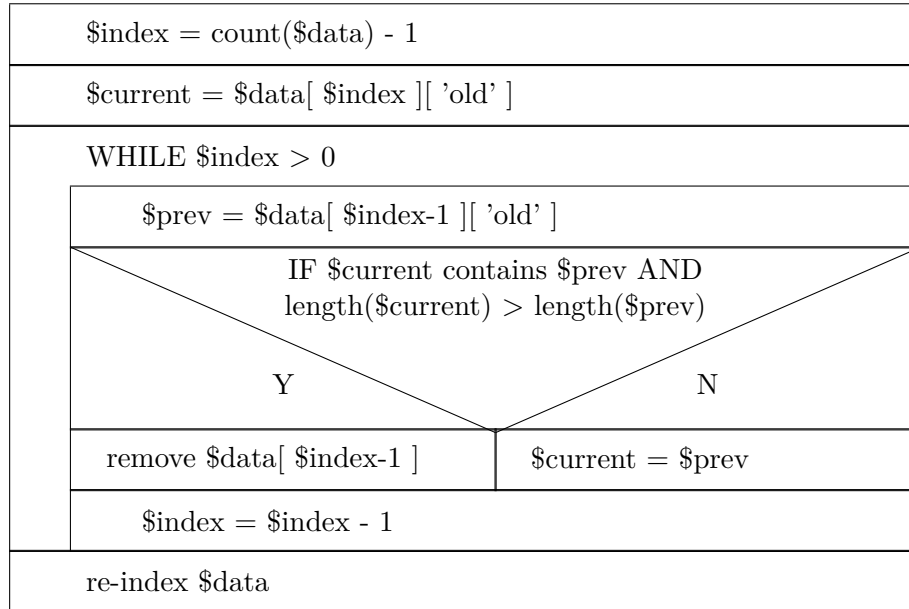 $index = count($data) - 1
$current = $data[ $index ][ 'old' ]
WHILE $index > 0
$prev = $data[ $index-1 ][ 'old' ]
IF $current contains $prev AND
length($current) > length($prev)
Y
N
remove $data[ $index-1 ]
$current = $prev
$index = $index - 1
re-index $data